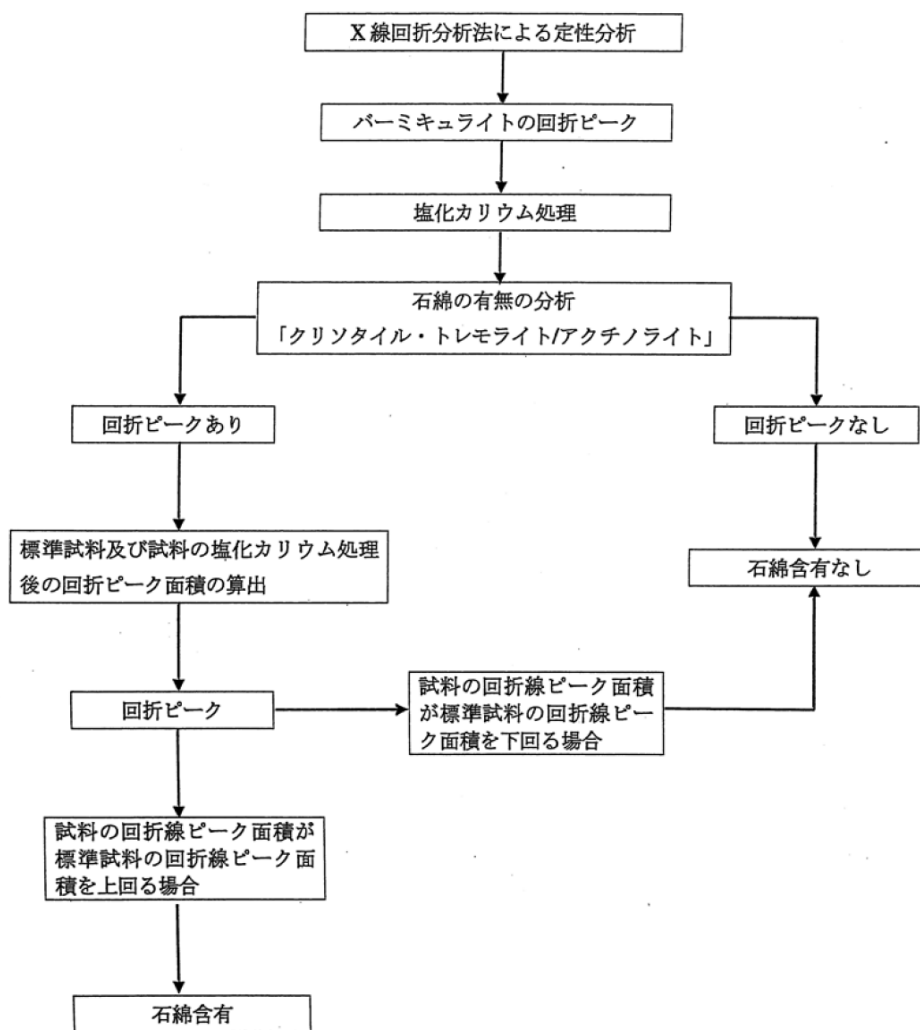 X線回折分析法による定性分析
バーミキュライトの回折ピーク
塩化カリウム処理
石綿の有無の分析
「クリソタイル・トレモライト/アクチノライト」
回折ピークあり
回折ピークなし
標準試料及び試料の塩化カリウム処理
後の回折ピーク面積の算出
石綿含有なし
回折ピーク
試料の回折線ピーク面積
が標準試料の回折線ピー
ク面積を下回る場合
試料の回折線ピーク面積が
標準試料の回折線ピーク面
積を上回る場合
石綿含有